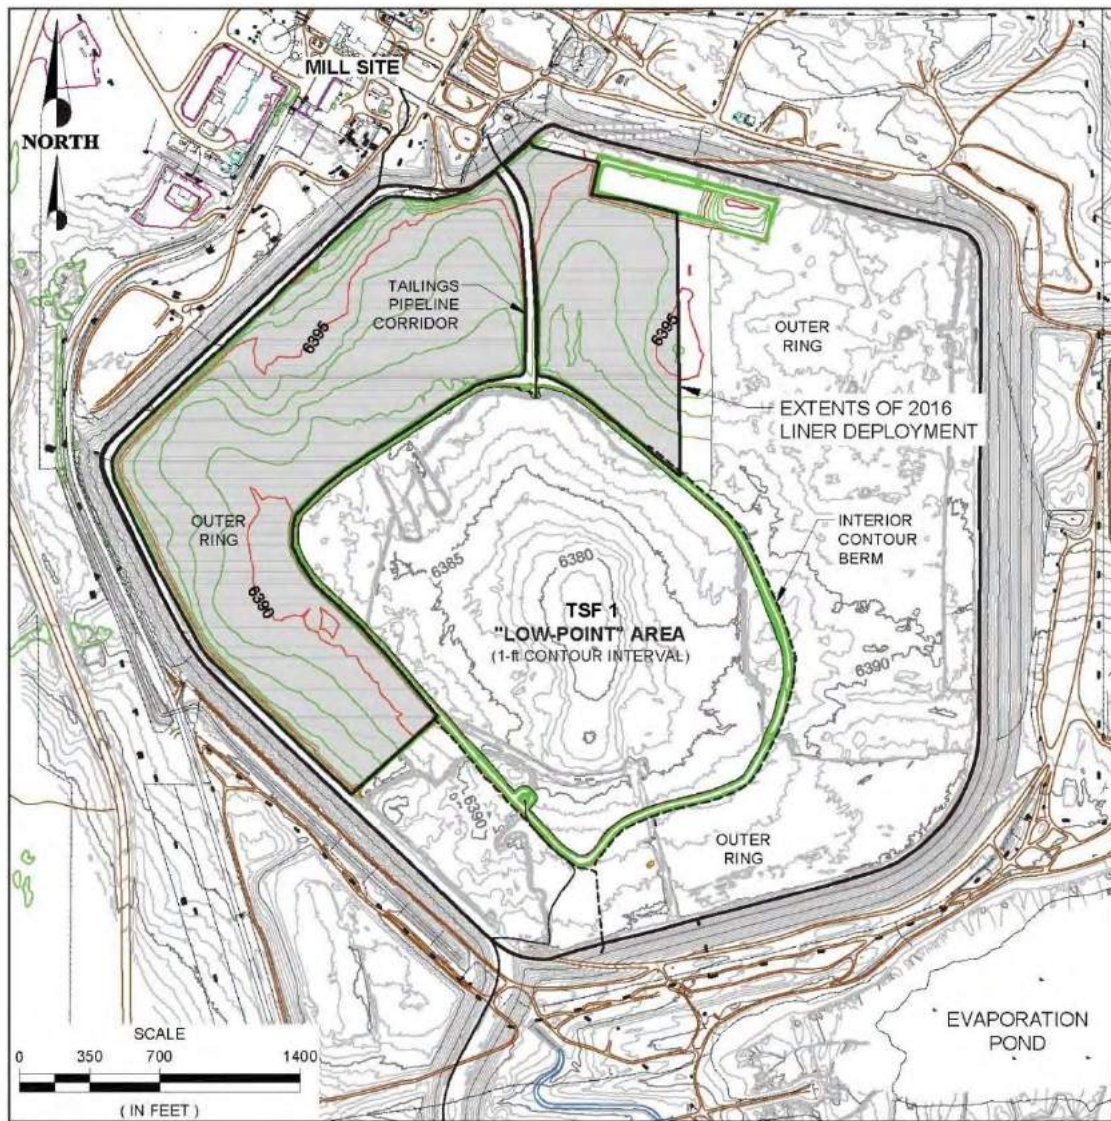 MILL SITE
NORTH
TAILINGS
PIPELINE
CORRIDOR
6395
6395
OUTER
RING
EXTENTS OF 2016
LINER DEPLOYMENT
OUTER
RING
INTERIOR
CONTOUR
BERM
6385
6380
6390
TSF 1
"LOW-POINT" AREA
(1-ft CONTOUR INTERVAL)
6390
6390
OUTER
RING
EVAPORATION
POND
SCALE
0 350 700 1400
( IN FEET )